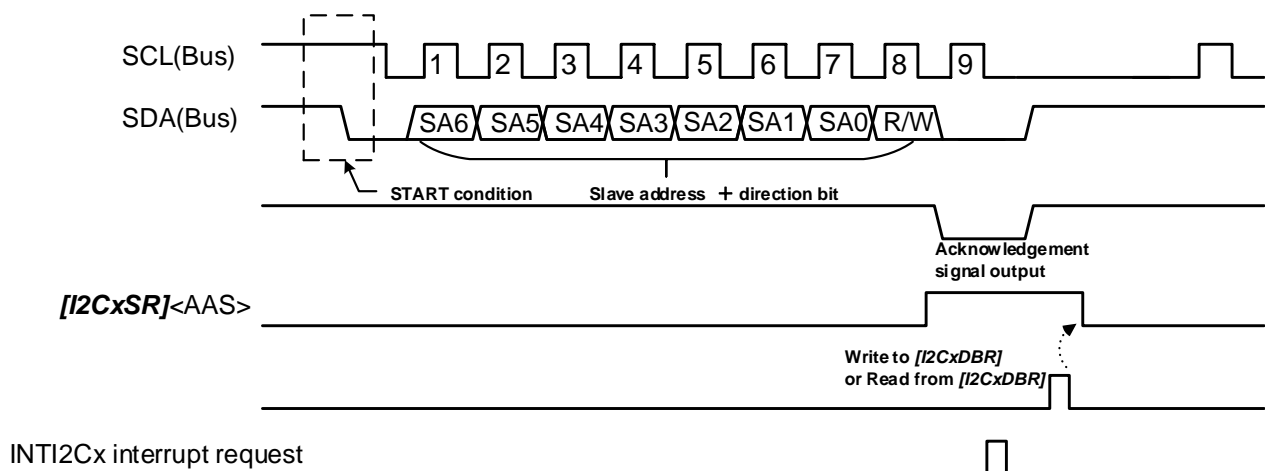 SCL(Bus)
1 2 3 4 5 6 7 8 9
SDA(Bus)
SA6 SA5 SA4 SA3 SA2 SA1 SA0 R/W
START condition
Slave address + direction bit
Acknowledgement
signal output
[I2CxSR]<AAS>
Write to [I2CxDBR]
or Read from [I2CxDBR]
INTI2Cx interrupt request